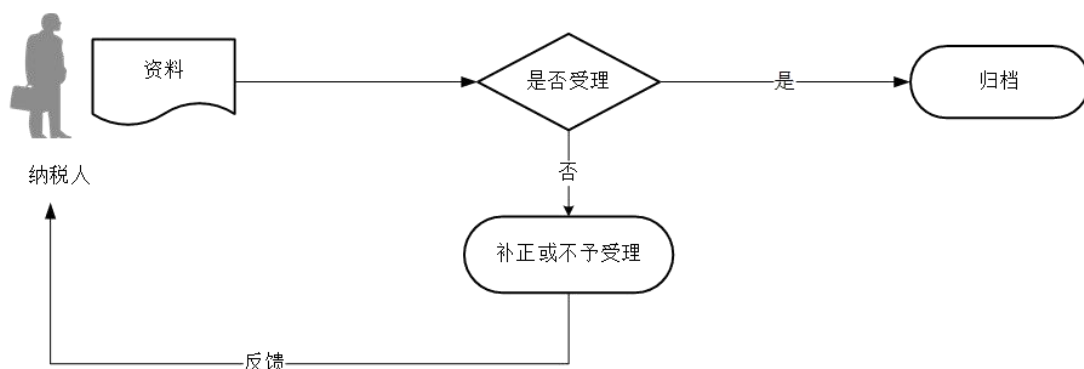 资料
是否受理
是
归档
纳税人
否
补正或不予受理
反馈